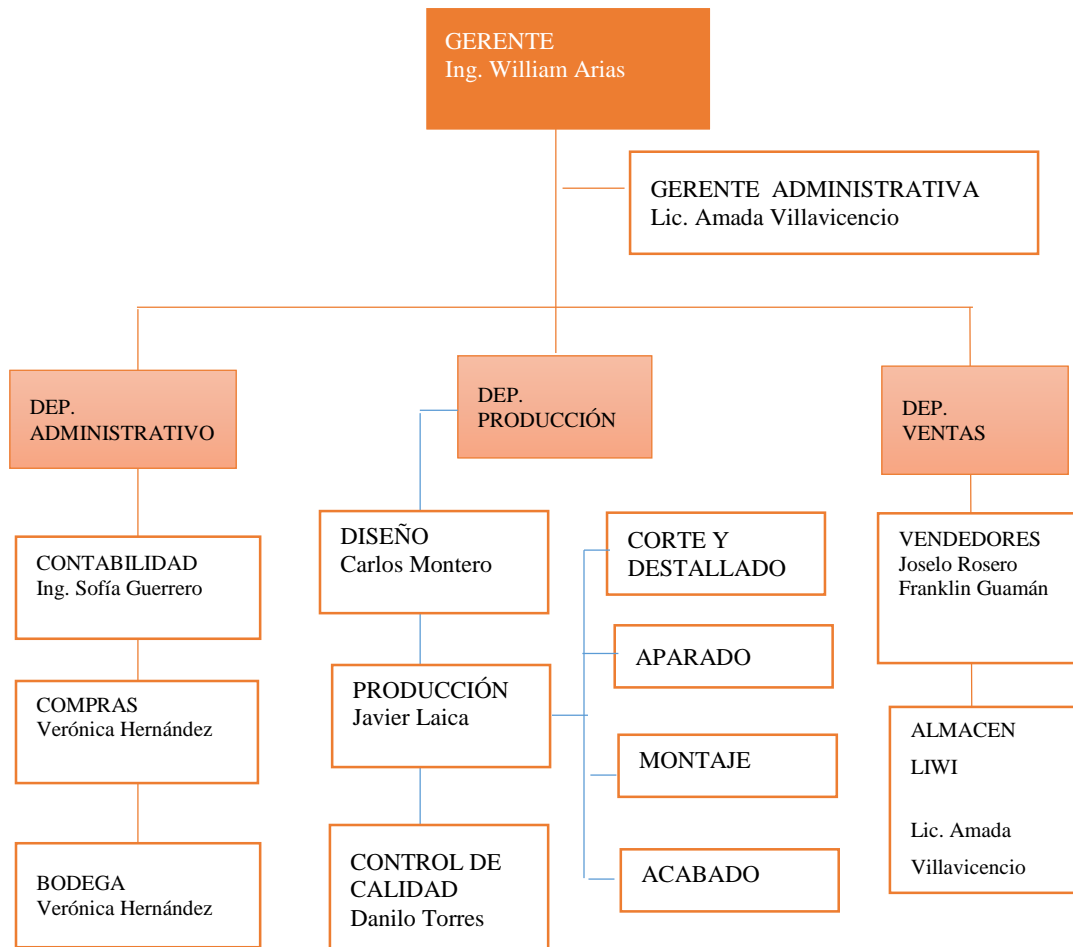 GERENTE
Ing. William Arias
GERENTE ADMINISTRATIVA
Lic. Amada Villavicencio
DEP.
ADMINISTRATIVO
DEP.
PRODUCCIÓN
DEP.
VENTAS
CONTABILIDAD
Ing. Sofía Guerrero
COMPRAS
Verónica Hernández
BODEGA
Verónica Hernández
DISEÑO
Carlos Montero
PRODUCCIÓN
Javier Laica
CONTROL DE
CALIDAD
Danilo Torres
CORTE Y
DESTALLADO
APARADO
MONTAJE
ACABADO
VENDEDORES
Joselo Rosero
Franklin Guamán
ALMACEN
LIWI
Lic. Amada
Villavicencio